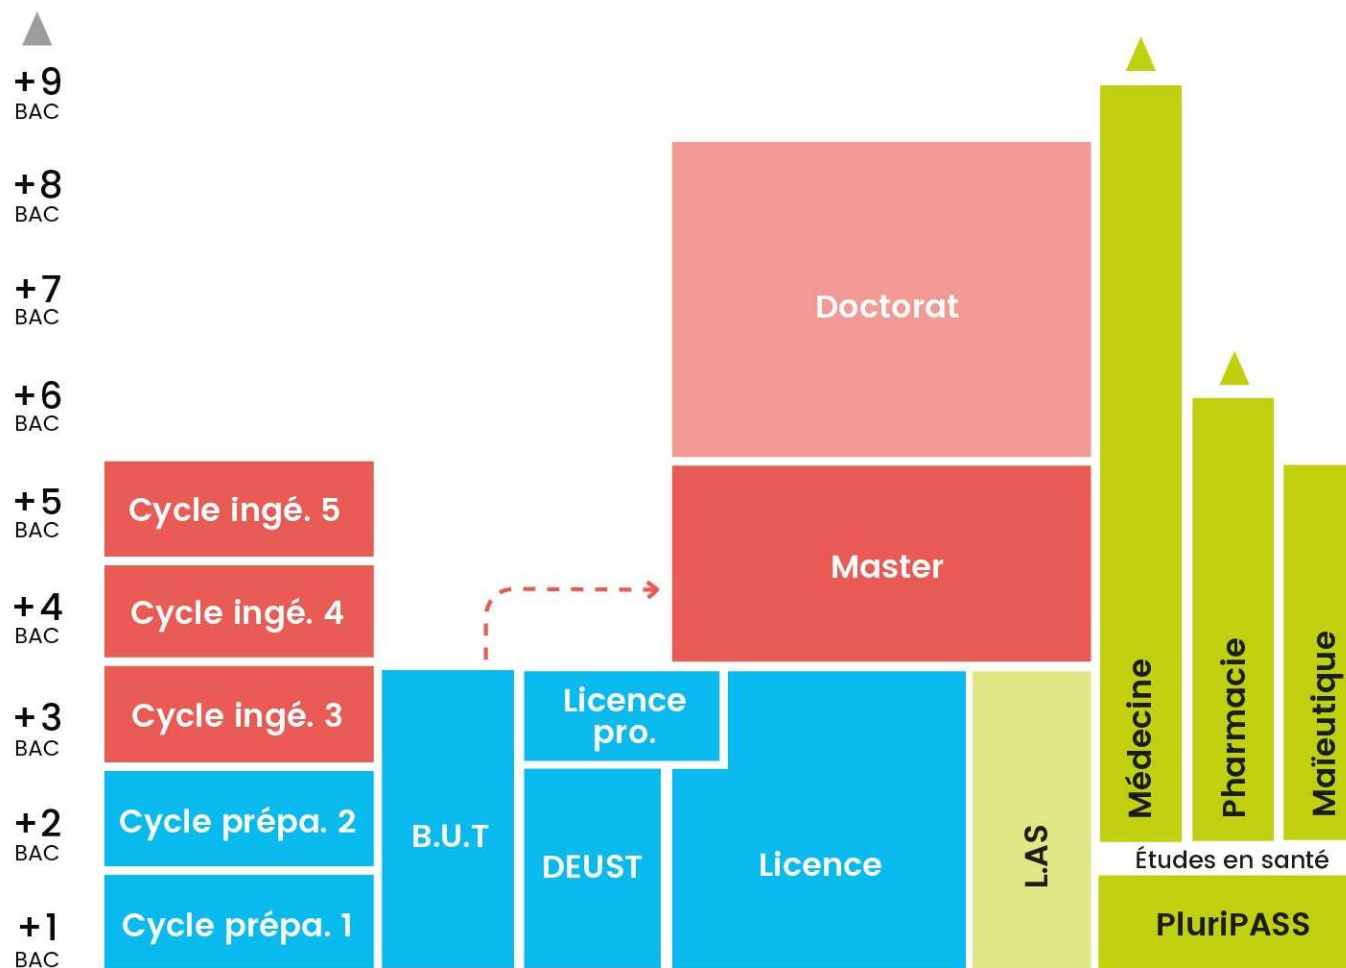 +9
BAC
+8
BAC
+7
BAC
+6
BAC
+5
BAC
+4
BAC
+3
BAC
+2
BAC
+1
BAC
Cycle ingé. 5
Cycle ingé. 4
Cycle ingé. 3
Cycle prépa. 2
Cycle prépa. 1
B.U.T
Licence
pro.
DEUST
Doctorat
Master
Licence
L.AS
Médecine
Pharmacie
Maïeutique
Études en santé
PluriPASS